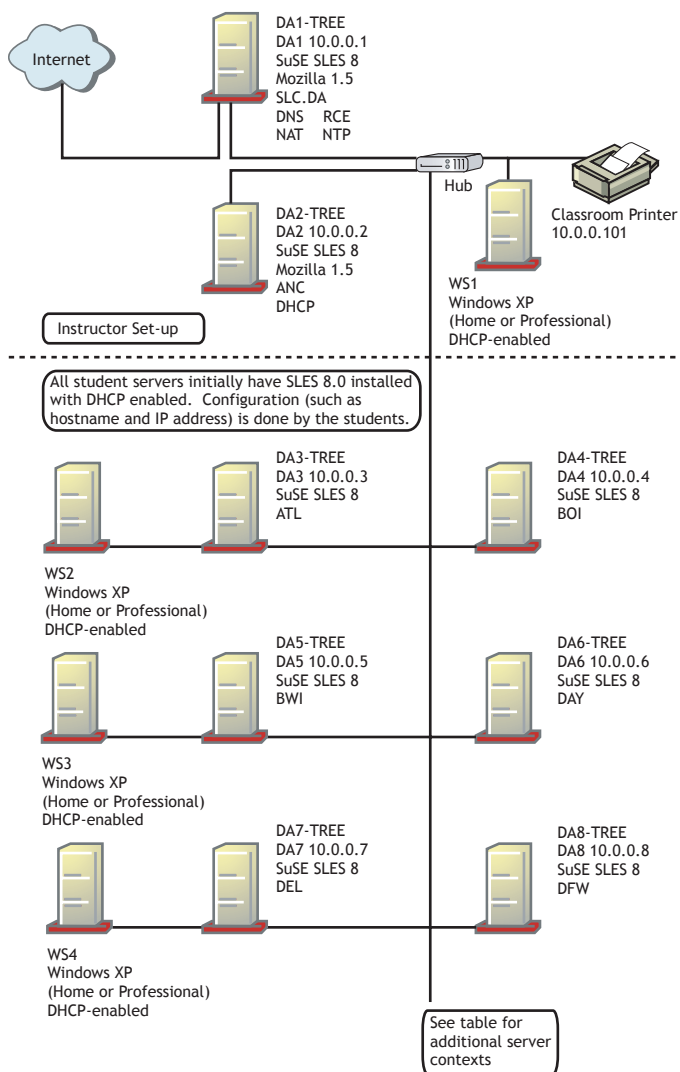 Internet
DA1-TREE
DA1 10.0.0.1
SuSE SLES 8
Mozilla 1.5
SLC.DA
DNS RCE
NAT NTP
Hub
Classroom Printer
10.0.0.101
DA2-TREE
DA2 10.0.0.2
SuSE SLES 8
Mozilla 1.5
ANC
DHCP
WS1
Windows XP
(Home or Professional)
DHCP-enabled
Instructor Set-up
All student servers initially have SLES 8.0 installed
with DHCP enabled. Configuration (such as
hostname and IP address) is done by the students.
DA3-TREE
DA3 10.0.0.3
SuSE SLES 8
ATL
DA4-TREE
DA4 10.0.0.4
SuSE SLES 8
BOI
WS2
Windows XP
(Home or Professional)
DHCP-enabled
DA5-TREE
DA5 10.0.0.5
SuSE SLES 8
BWI
DA6-TREE
DA6 10.0.0.6
SuSE SLES 8
DAY
WS3
Windows XP
(Home or Professional)
DHCP-enabled
DA7-TREE
DA7 10.0.0.7
SuSE SLES 8
DEL
DA8-TREE
DA8 10.0.0.8
SuSE SLES 8
DFW
WS4
Windows XP
(Home or Professional)
DHCP-enabled
See table for
additional server
contexts